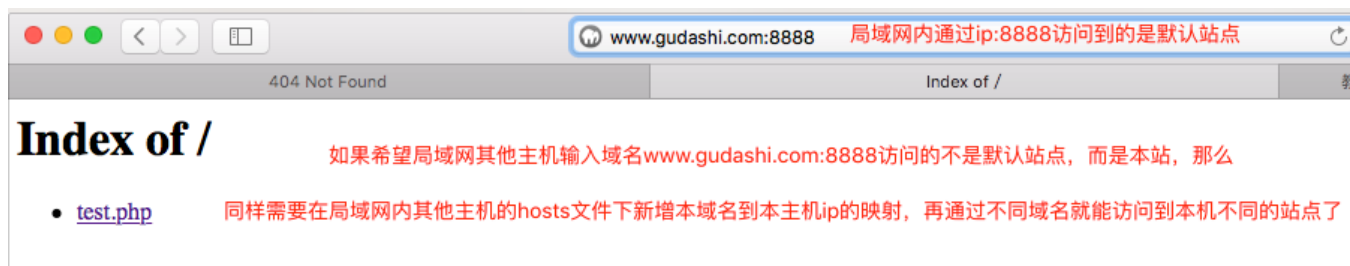 www.gudashi.com:8888 局域网内通过ip:8888访问到的是默认站点
404 Not Found Index of /
Index of /
如果希望局域网其他主机输入域名www.gudashi.com:8888访问的不是默认站点，而是本站，那么
test.php 同样需要在局域网内其他主机的hosts文件下新增本域名到本主机ip的映射，再通过不同域名就能访问到本机不同的站点了